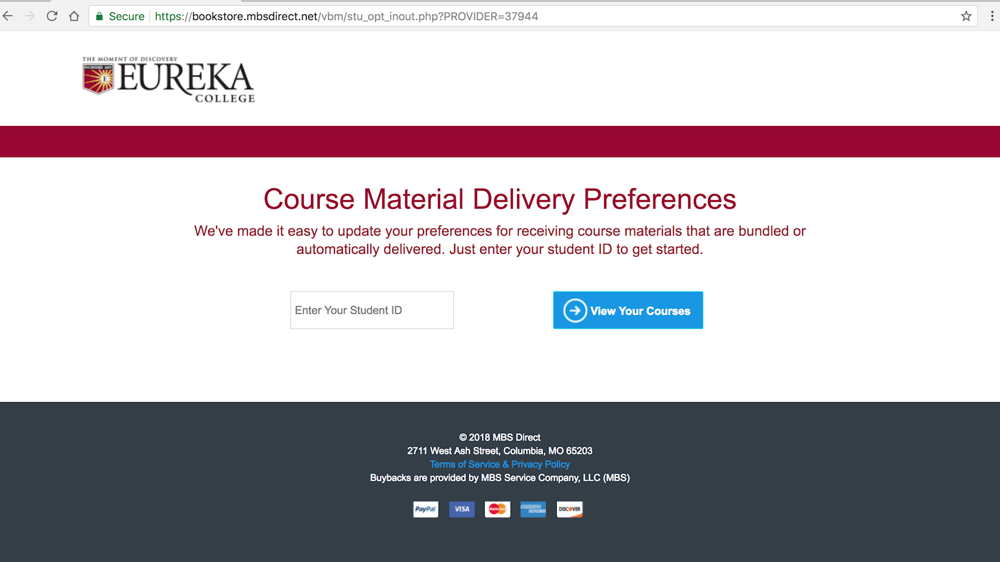 Secure
https://bookstore.mbsdirect.net/vbm/stu_opt_inout.php?PROVIDER=37944
THE MOMENT OF DISCOVERY
FOUNDED 1855
E
EUREKA
COLLEGE
Course Material Delivery Preferences
We've made it easy to update your preferences for receiving course materials that are bundled or
automatically delivered. Just enter your student ID to get started.
Enter Your Student ID
View Your Courses
© 2018 MBS Direct
2711 West Ash Street, Columbia, MO 65203
Terms of Service & Privacy Policy
Buybacks are provided by MBS Service Company, LLC (MBS)
PayPal
VISA
MasterCard
AMERICAN EXPRESS
DISCOVER